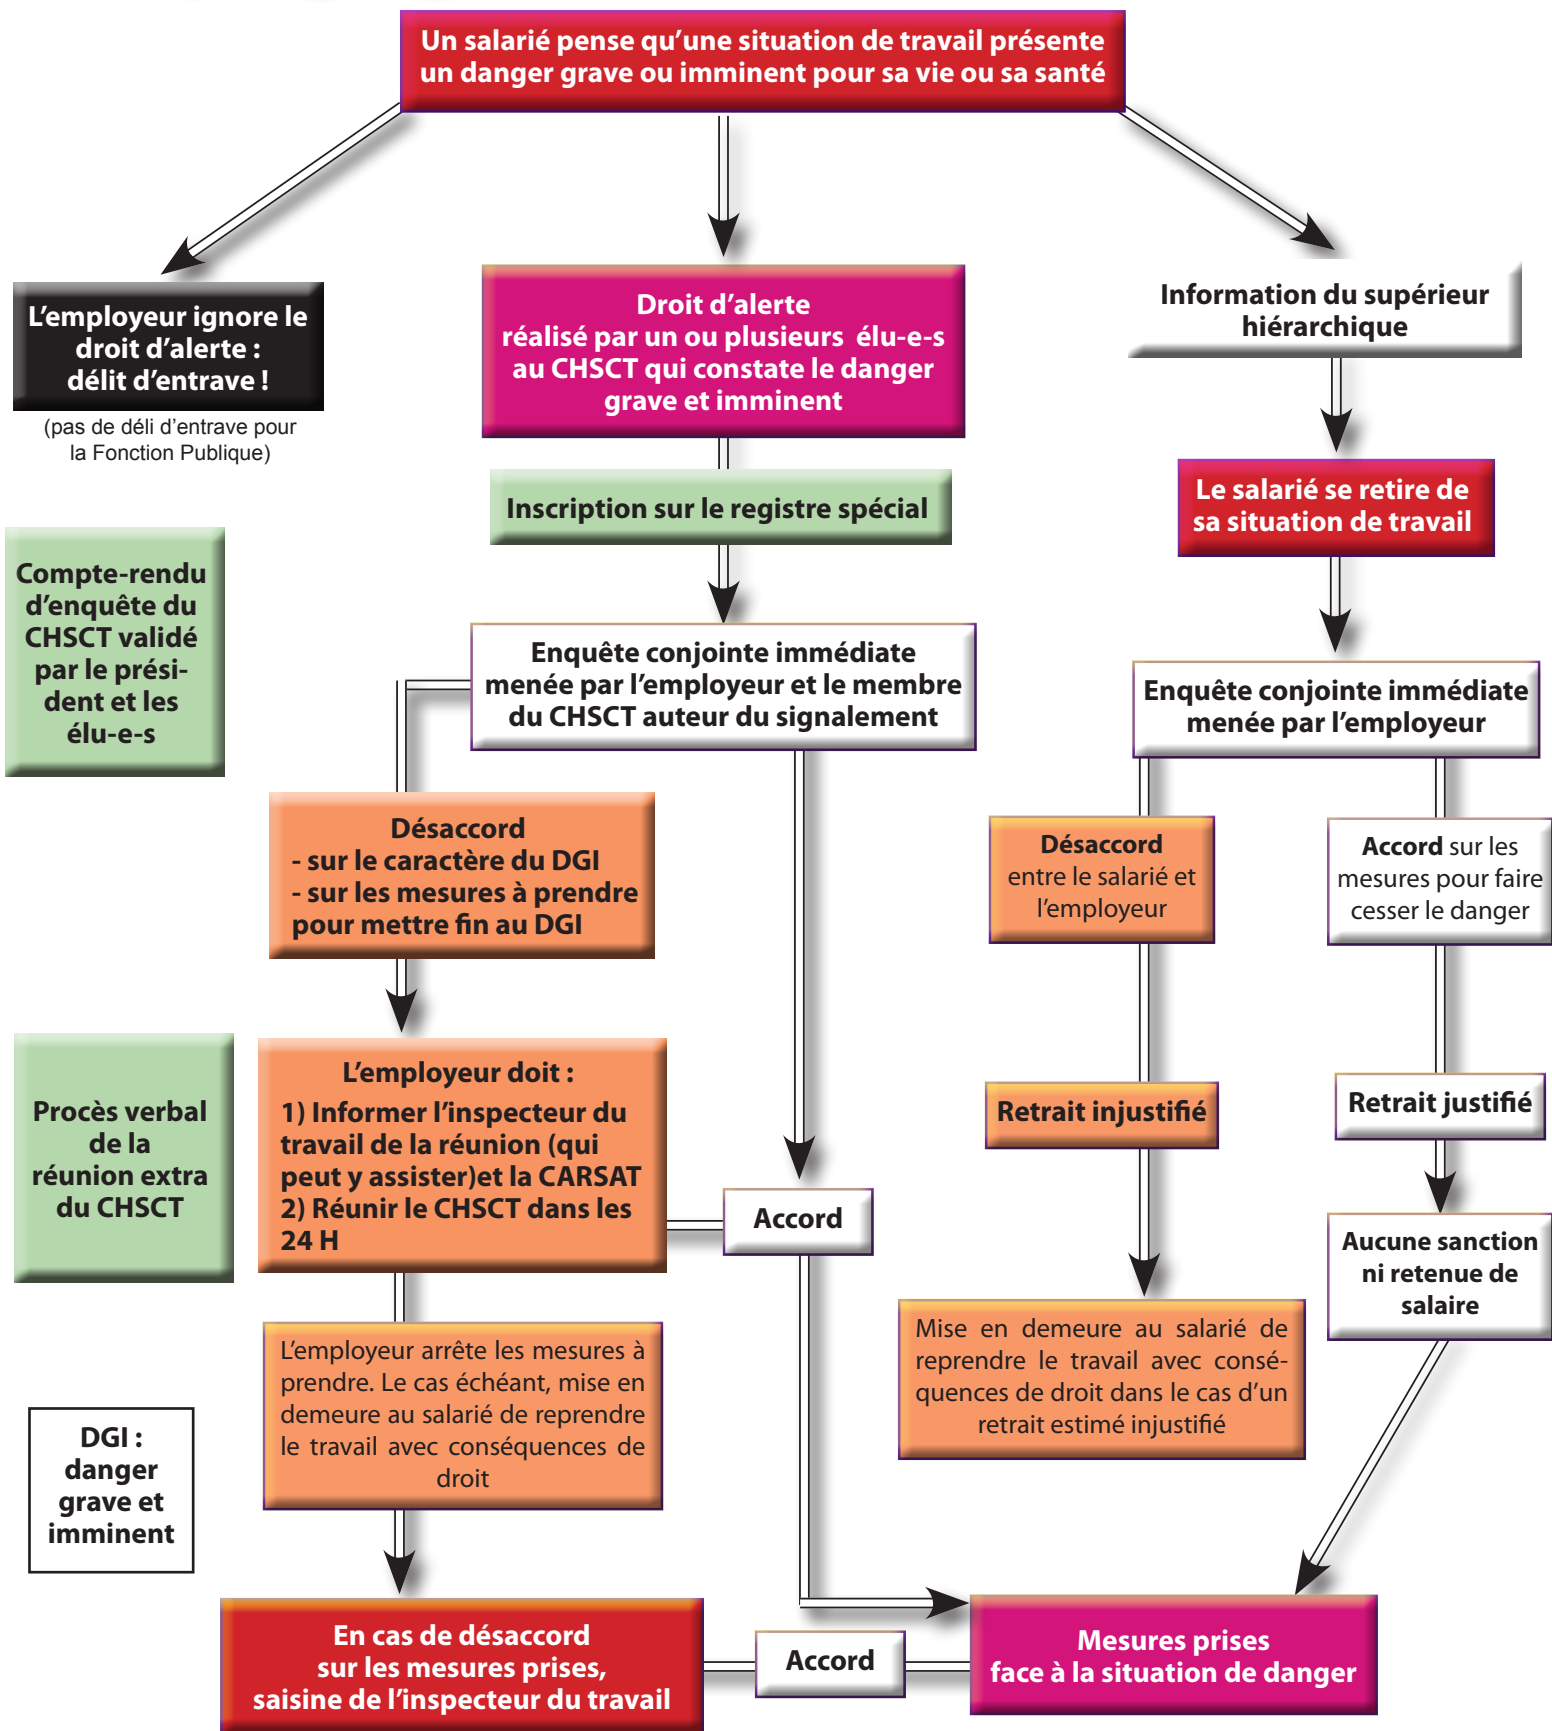 Un salarié pense qu’une situation de travail présente
un danger grave ou imminent pour sa vie ou sa santé
L’employeur ignore le
droit d’alerte :
délit d’entrave !
(pas de déli d’entrave pour
la Fonction Publique)
Droit d’alerte
réalisé par un ou plusieurs élu-e-s
au CHSCT qui constate le danger
grave et imminent
Information du supérieur
hiérarchique
Inscription sur le registre spécial
Le salarié se retire de
sa situation de travail
Compte-rendu
d’enquête du
CHSCT validé
par le prési-
dent et les
élu-e-s
Enquête conjointe immédiate
menée par l’employeur et le membre
du CHSCT auteur du signalement
Enquête conjointe immédiate
menée par l’employeur
Désaccord
- sur le caractère du DGI
- sur les mesures à prendre
pour mettre fin au DGI
Désaccord
entre le salarié et
l’employeur
Accord sur les
mesures pour faire
cesser le danger
Procès verbal
de la
réunion extra
du CHSCT
L’employeur doit :
1) Informer l’inspecteur du
travail de la réunion (qui
peut y assister)et la CARSAT
2) Réunir le CHSCT dans les
24 H
Accord
Retrait injustifié
Retrait justifié
Aucune sanction
ni retenue de
salaire
L’employeur arrête les mesures à
prendre. Le cas échéant, mise en
demeure au salarié de reprendre
le travail avec conséquences de
droit
Mise en demeure au salarié de
reprendre le travail avec consé-
quences de droit dans le cas d’un
retrait estimé injustifié
DGI :
danger
grave et
imminent
En cas de désaccord
sur les mesures prises,
saisine de l’inspecteur du travail
Accord
Mesures prises
face à la situation de danger